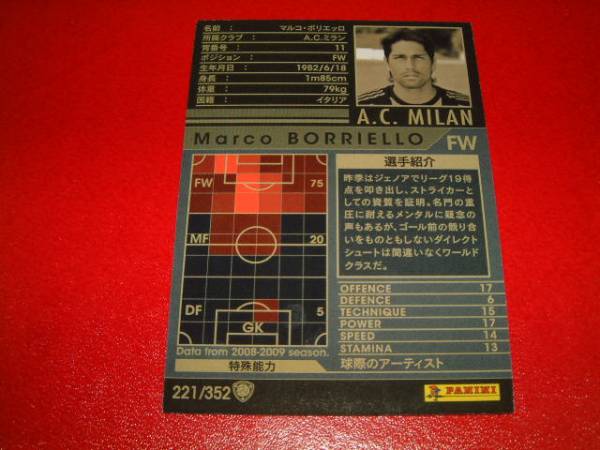 名前： マルコ・ボリエッロ
所属クラブ： A.C.ミラン
背番号： 11
ポジション： FW
生年月日： 1982/6/18
身長： 1m85cm
体重： 79kg
国籍： イタリア
A.C. MILAN
Marco BORRIELLO FW
FW 75
MF 20
DF 5
GK
Data from 2008-2009 season.
選手紹介
昨季はジェノアでリーグ19得
点を叩き出し、ストライカーと
しての資質を証明。名門の重
圧に耐えるメンタルに疑念の
声もあるが、ゴール前の競り合
いをものともしないダイレクト
シュートは間違いなくワールド
クラスだ。
OFFENCE 17
DEFENCE 6
TECHNIQUE 15
POWER 17
SPEED 14
STAMINA 13
特殊能力 球際のアーティスト
221/352
PANINI